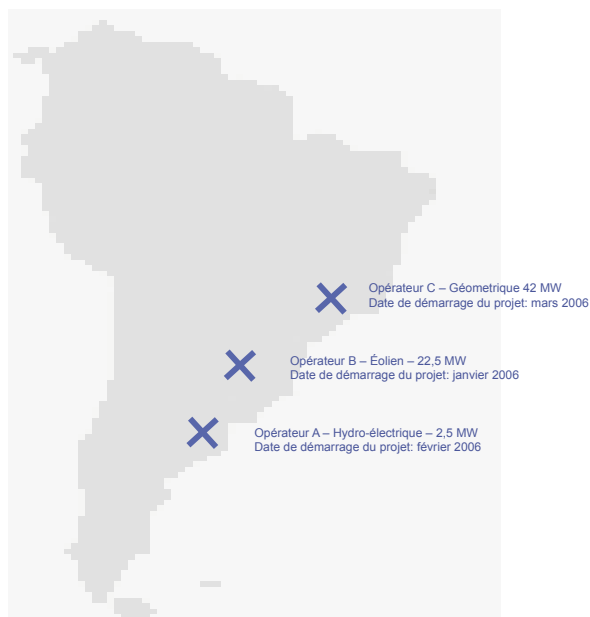 Opérateur C – Géometrique 42 MW
Date de démarrage du projet: mars 2006
Opérateur B – Éolien – 22,5 MW
Date de démarrage du projet: janvier 2006
Opérateur A – Hydro-électrique – 2,5 MW
Date de démarrage du projet: février 2006